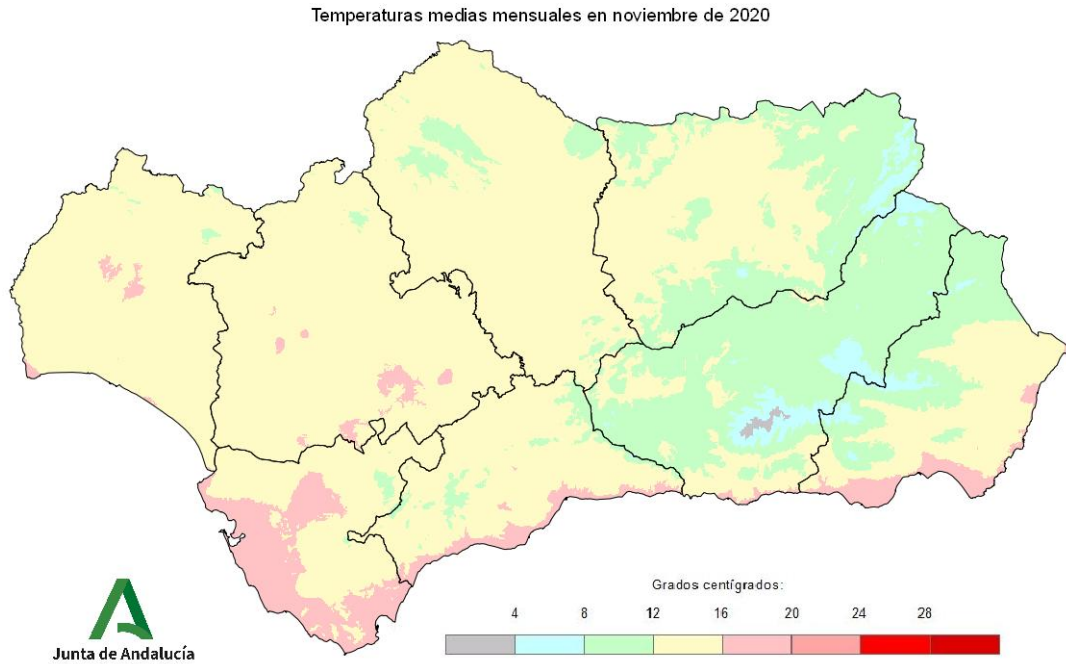 Temperaturas medias mensuales en noviembre de 2020
Grados centígrados:
4 8 12 16 20 24 28
Junta de Andalucía